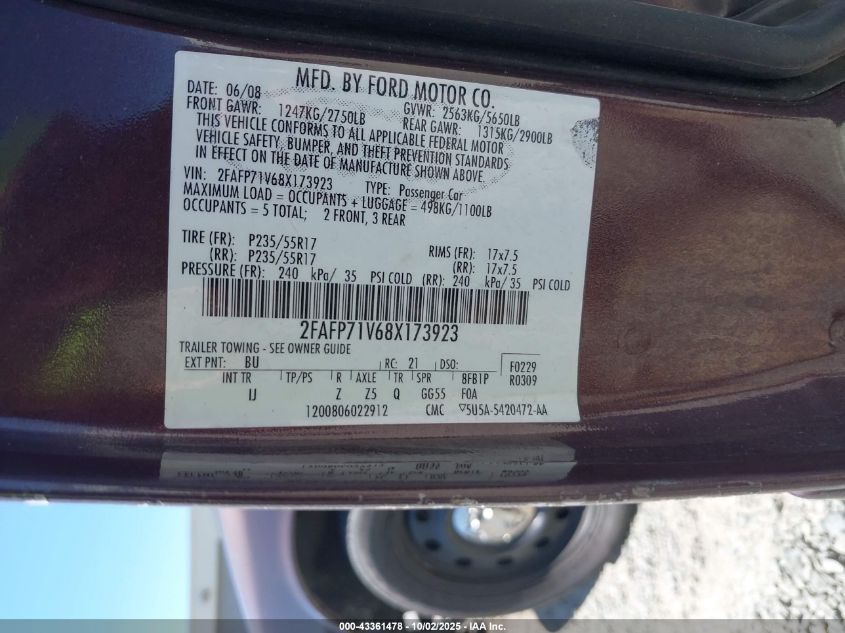 MFD. BY FORD MOTOR CO.
DATE: 06/08 GVWR: 2563KG/5650LB
FRONT GAWR: 1247KG/2750LB REAR GAWR: 1315KG/2900LB
THIS VEHICLE CONFORMS TO ALL APPLICABLE FEDERAL MOTOR
VEHICLE SAFETY, BUMPER, AND THEFT PREVENTION STANDARDS
IN EFFECT ON THE DATE OF MANUFACTURE SHOWN ABOVE.
VIN: 2FAFP71V68X173923 TYPE: Passenger Car
MAXIMUM LOAD = OCCUPANTS + LUGGAGE = 498KG/1100LB
OCCUPANTS = 5 TOTAL; 2 FRONT, 3 REAR
TIRE (FR): P235/55R17 RIMS (FR): 17x7.5
(RR): P235/55R17 (RR): 17x7.5
PRESSURE (FR): 240 kPa/ 35 PSI COLD (RR): 240 kPa/ 35 PSI COLD
2FAFP71V68X173923
TRAILER TOWING - SEE OWNER GUIDE
EXT PNT: BU RC: 21 DSO: F0229
INT TR TP/PS R AXLE TR SPR 8FB1P R0309
IJ Z Z5 Q GG55 F0A
1200806022912 CMC ▽5U5A-5420472-AA
000-43361478 - 10/02/2025 - IAA Inc.